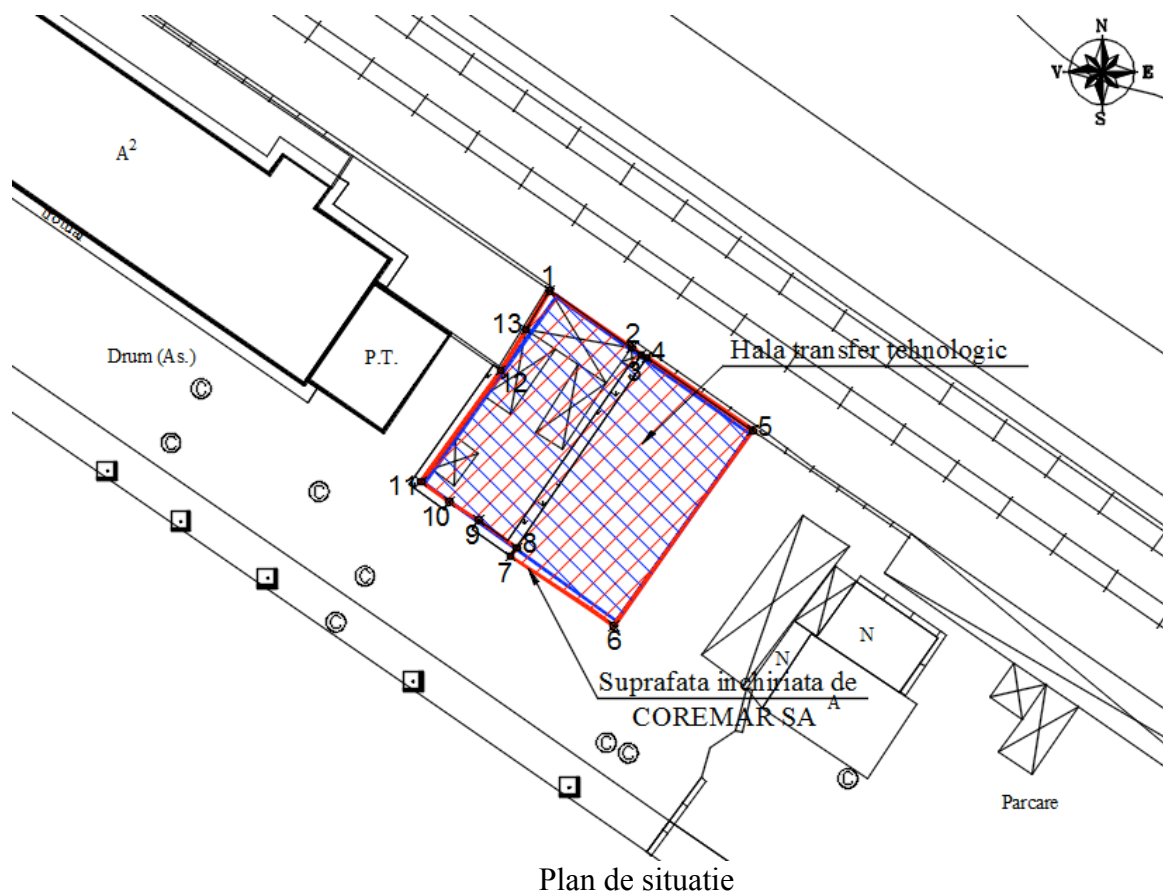 N
V E
S
A²
1
13
2
4
Hala transfer tehnologic
Drum (As.)
P.T.
3
12
5
©
©
11
©
10
9
8
7
©
©
6
N
N
Suprafata inchiriata de
COREMAR SA
A
©
©
©
Parcare
Plan de situatie